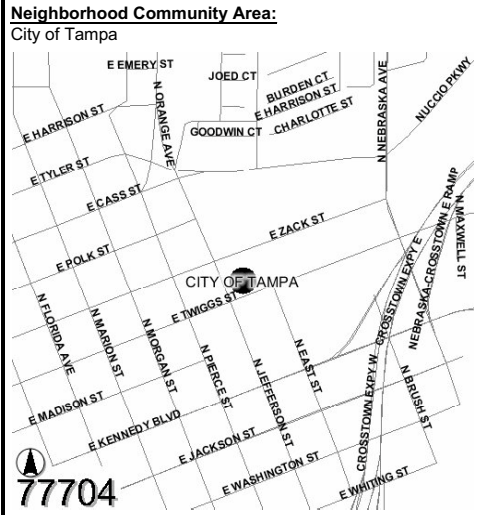 Neighborhood Community Area:
City of Tampa
E EMERY ST
JOED CT
BURDEN CT
E HARRISON ST
CHARLOTTE ST
GOODWIN CT
N ORANGE AVE
N NEBRASKA AVE
NUCCIO PKWY
E HARRISON ST
E TYLER ST
E CASS ST
E ZACK ST
E POLK ST
CITY OF TAMPA
E TWIGGS ST
N FLORIDA AVE
N MARION ST
N MORGAN ST
N PIERCE ST
N JEFFERSON ST
N EAST ST
CROSSTOWN EXPY E
NEBRASKA-CROSSTOWN E RAMP
N MAXWELL ST
CROSSTOWN EXPY W
N BRUSH ST
E MADISON ST
E KENNEDY BLVD
E JACKSON ST
E WASHINGTON ST
E WHITING ST
77704